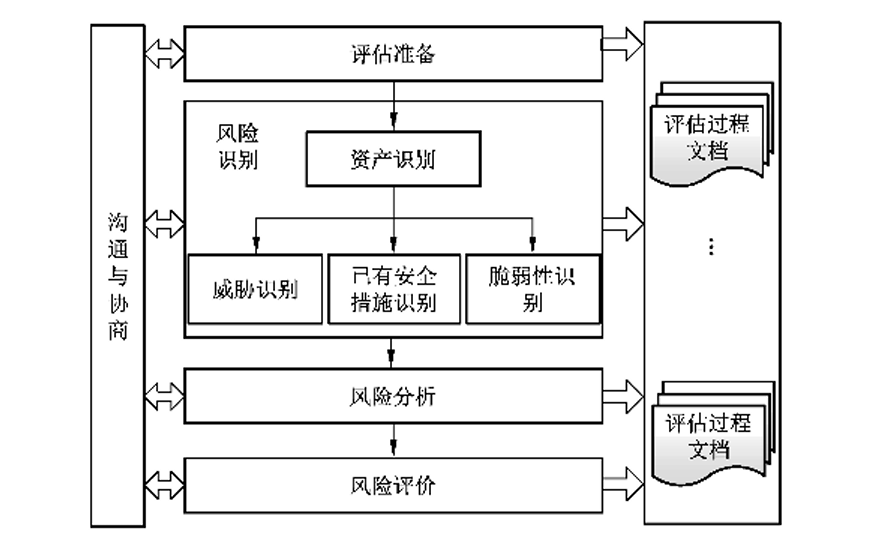 评估准备
风险
识别
资产识别
威胁识别
已有安全
措施识别
脆弱性识
别
风险分析
风险评价
沟
通
与
协
商
评估过程
文档
...
评估过程
文档